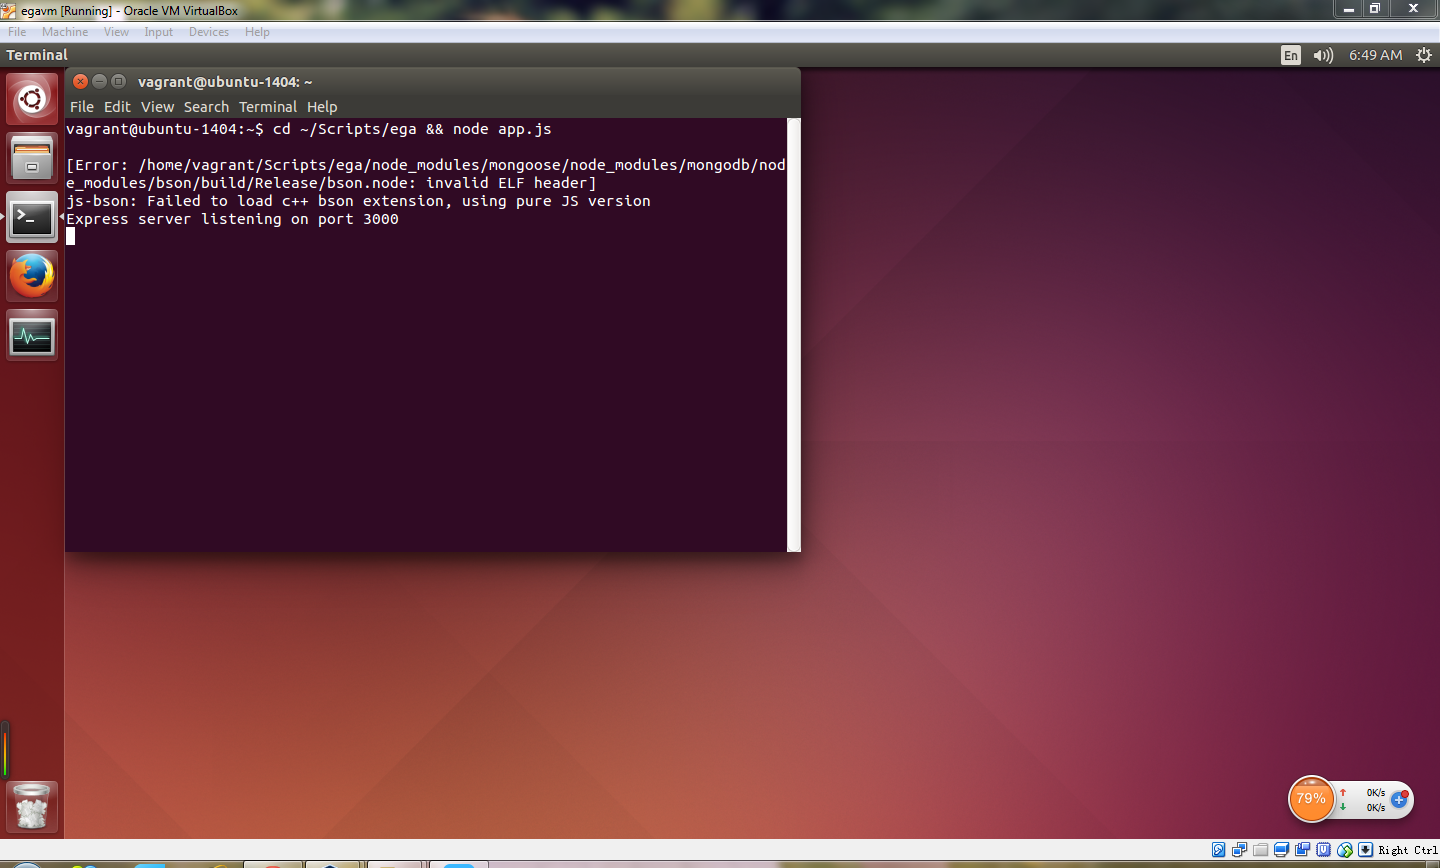 egavm [Running] - Oracle VM VirtualBox
File Machine View Input Devices Help
Terminal
En
6:49 AM
vagrant@ubuntu-1404: ~
File Edit View Search Terminal Help
vagrant@ubuntu-1404:~$ cd ~/Scripts/ega && node app.js
[Error: /home/vagrant/Scripts/ega/node_modules/mongoose/node_modules/mongodb/nod
e_modules/bson/build/Release/bson.node: invalid ELF header]
js-bson: Failed to load c++ bson extension, using pure JS version
Express server listening on port 3000
79%
0K/s
0K/s
Right Ctrl